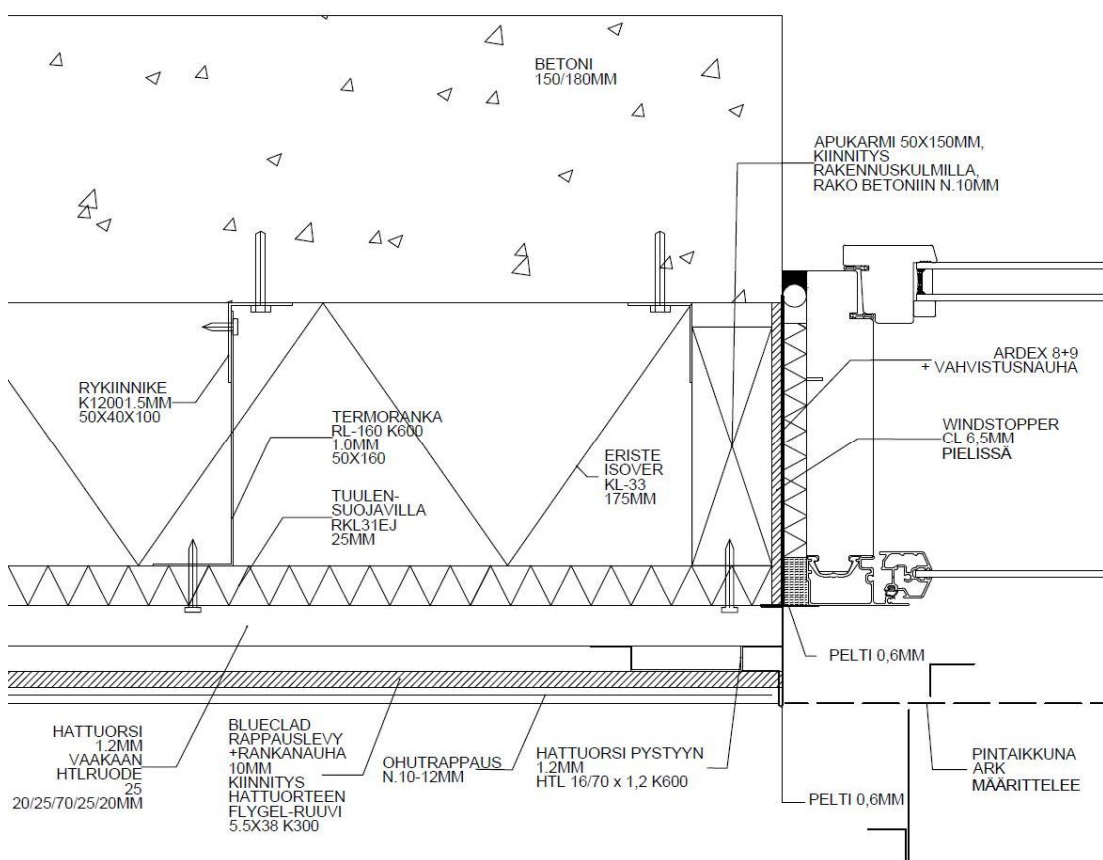 BETONI
150/180MM
APUKARMI 50X150MM,
KIINNITYS
RAKENNUSKULMILLA,
RAKO BETONIIN N.10MM
ARDEX 8+9
+ VAHVISTUSNAUHA
RYKIINNIKE
K12001.5MM
50X40X100
TERMORANKA
RL-160 K600
1.0MM
50X160
TUULEN-
SUOJAVILLA
RKL31EJ
25MM
ERISTE
ISOVER
KL-33
175MM
WINDSTOPPER
CL 6,5MM
PIELISSÄ
PELTI 0,6MM
HATTUORSI
1.2MM
VAAKAAN
HTLRUODE
25
20/25/70/25/20MM
BLUECLAD
RAPPAUSLEVY
+RANKANAUHA
10MM
KIINNITYS
HATTUORTEEN
FLYGEL-RUUVI
5.5X38 K300
OHUTRAPPAUS
N.10-12MM
HATTUORSI PYSTYYN
1.2MM
HTL 16/70 x 1,2 K600
PELTI 0,6MM
PINTAIKKUNA
ARK
MÄÄRITTELEE